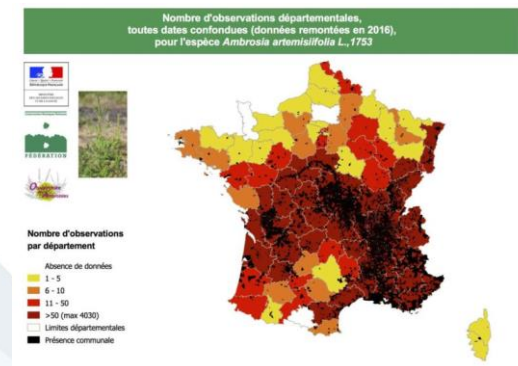 Nombre d'observations départementales,
toutes dates confondues (données remontées en 2016),
pour l'espèce Ambrosia artemisiifolia L.,1753
FÉDÉRATION
Nombre d'observations
par département
Absence de données
1 - 5
6 - 10
11 - 50
>50 (max 4030)
Limites départementales
Présence communale